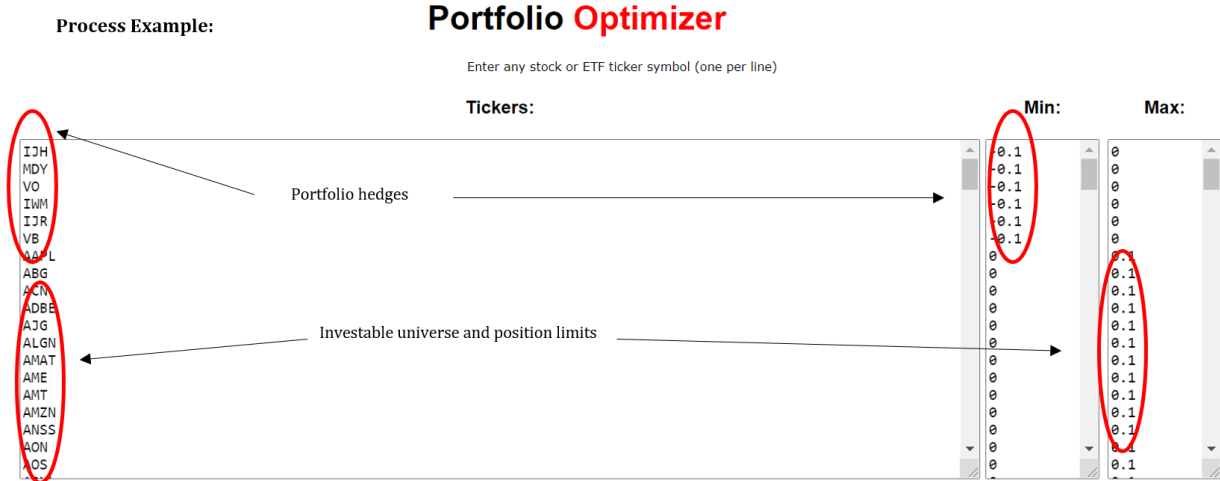 Process Example:
Portfolio Optimizer
Enter any stock or ETF ticker symbol (one per line)
Tickers:
Min:
Max:
IJH -0.1 0
MDY -0.1 0
VO -0.1 0
IWM -0.1 0
IJR -0.1 0
VB -0.1 0
AAPL 0 0.1
ABG 0 0.1
ACN 0 0.1
ADBE 0 0.1
AJG 0 0.1
ALGN 0 0.1
AMAT 0 0.1
AME 0 0.1
AMT 0 0.1
AMZN 0 0.1
ANSS 0 0.1
AON 0 0.1
AOS 0 0.1
Portfolio hedges
Investable universe and position limits